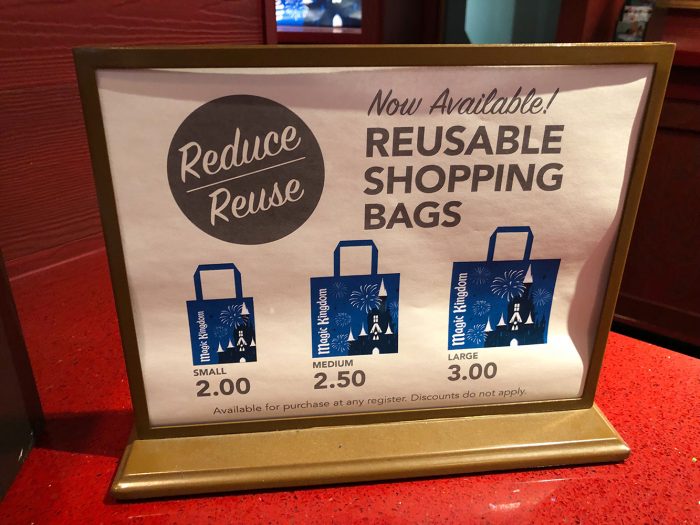 Reduce
Reuse
Now Available!
REUSABLE
SHOPPING
BAGS
Magic Kingdom
Magic Kingdom
Magic Kingdom
SMALL
2.00
MEDIUM
2.50
LARGE
3.00
Available for purchase at any register. Discounts do not apply.